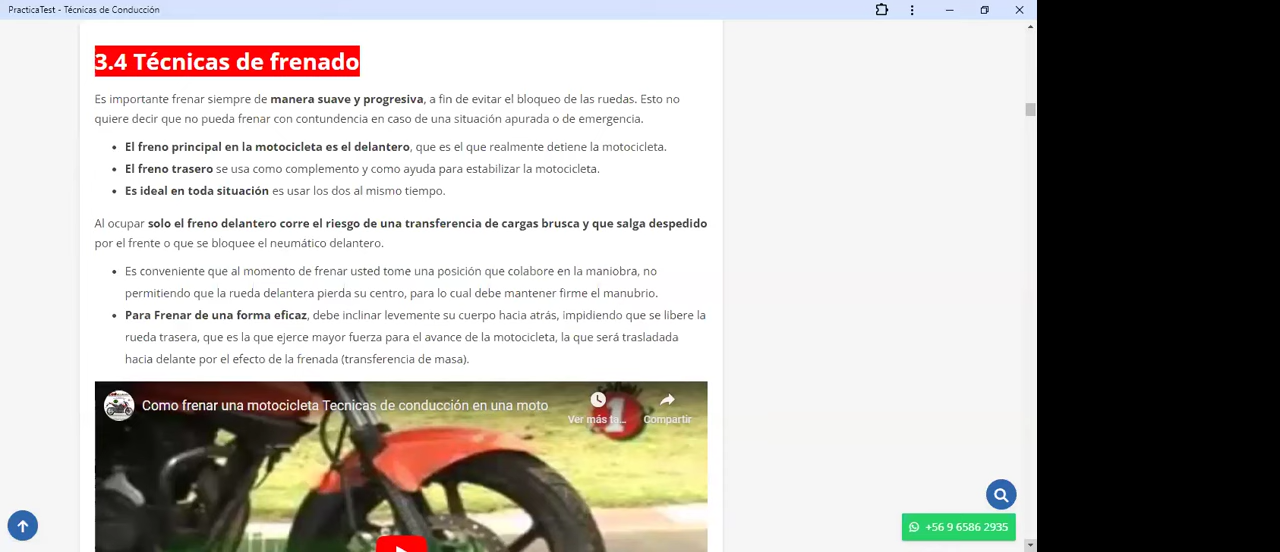 PracticaTest - Técnicas de Conducción
3.4 Técnicas de frenado
Es importante frenar siempre de manera suave y progresiva, a fin de evitar el bloqueo de las ruedas. Esto no
quiere decir que no pueda frenar con contundencia en caso de una situación apurada o de emergencia.
El freno principal en la motocicleta es el delantero, que es el que realmente detiene la motocicleta.
El freno trasero se usa como complemento y como ayuda para estabilizar la motocicleta.
Es ideal en toda situación es usar los dos al mismo tiempo.
Al ocupar solo el freno delantero corre el riesgo de una transferencia de cargas brusca y que salga despedido
por el frente o que se bloquee el neumático delantero.
Es conveniente que al momento de frenar usted tome una posición que colabore en la maniobra, no
permitiendo que la rueda delantera pierda su centro, para lo cual debe mantener firme el manubrio.
Para Frenar de una forma eficaz, debe inclinar levemente su cuerpo hacia atrás, impidiendo que se libere la
rueda trasera, que es la que ejerce mayor fuerza para el avance de la motocicleta, la que será trasladada
hacia delante por el efecto de la frenada (transferencia de masa).
Como frenar una motocicleta Tecnicas de conducción en una moto
Ver más ta... Compartir
1
+56 9 6586 2935